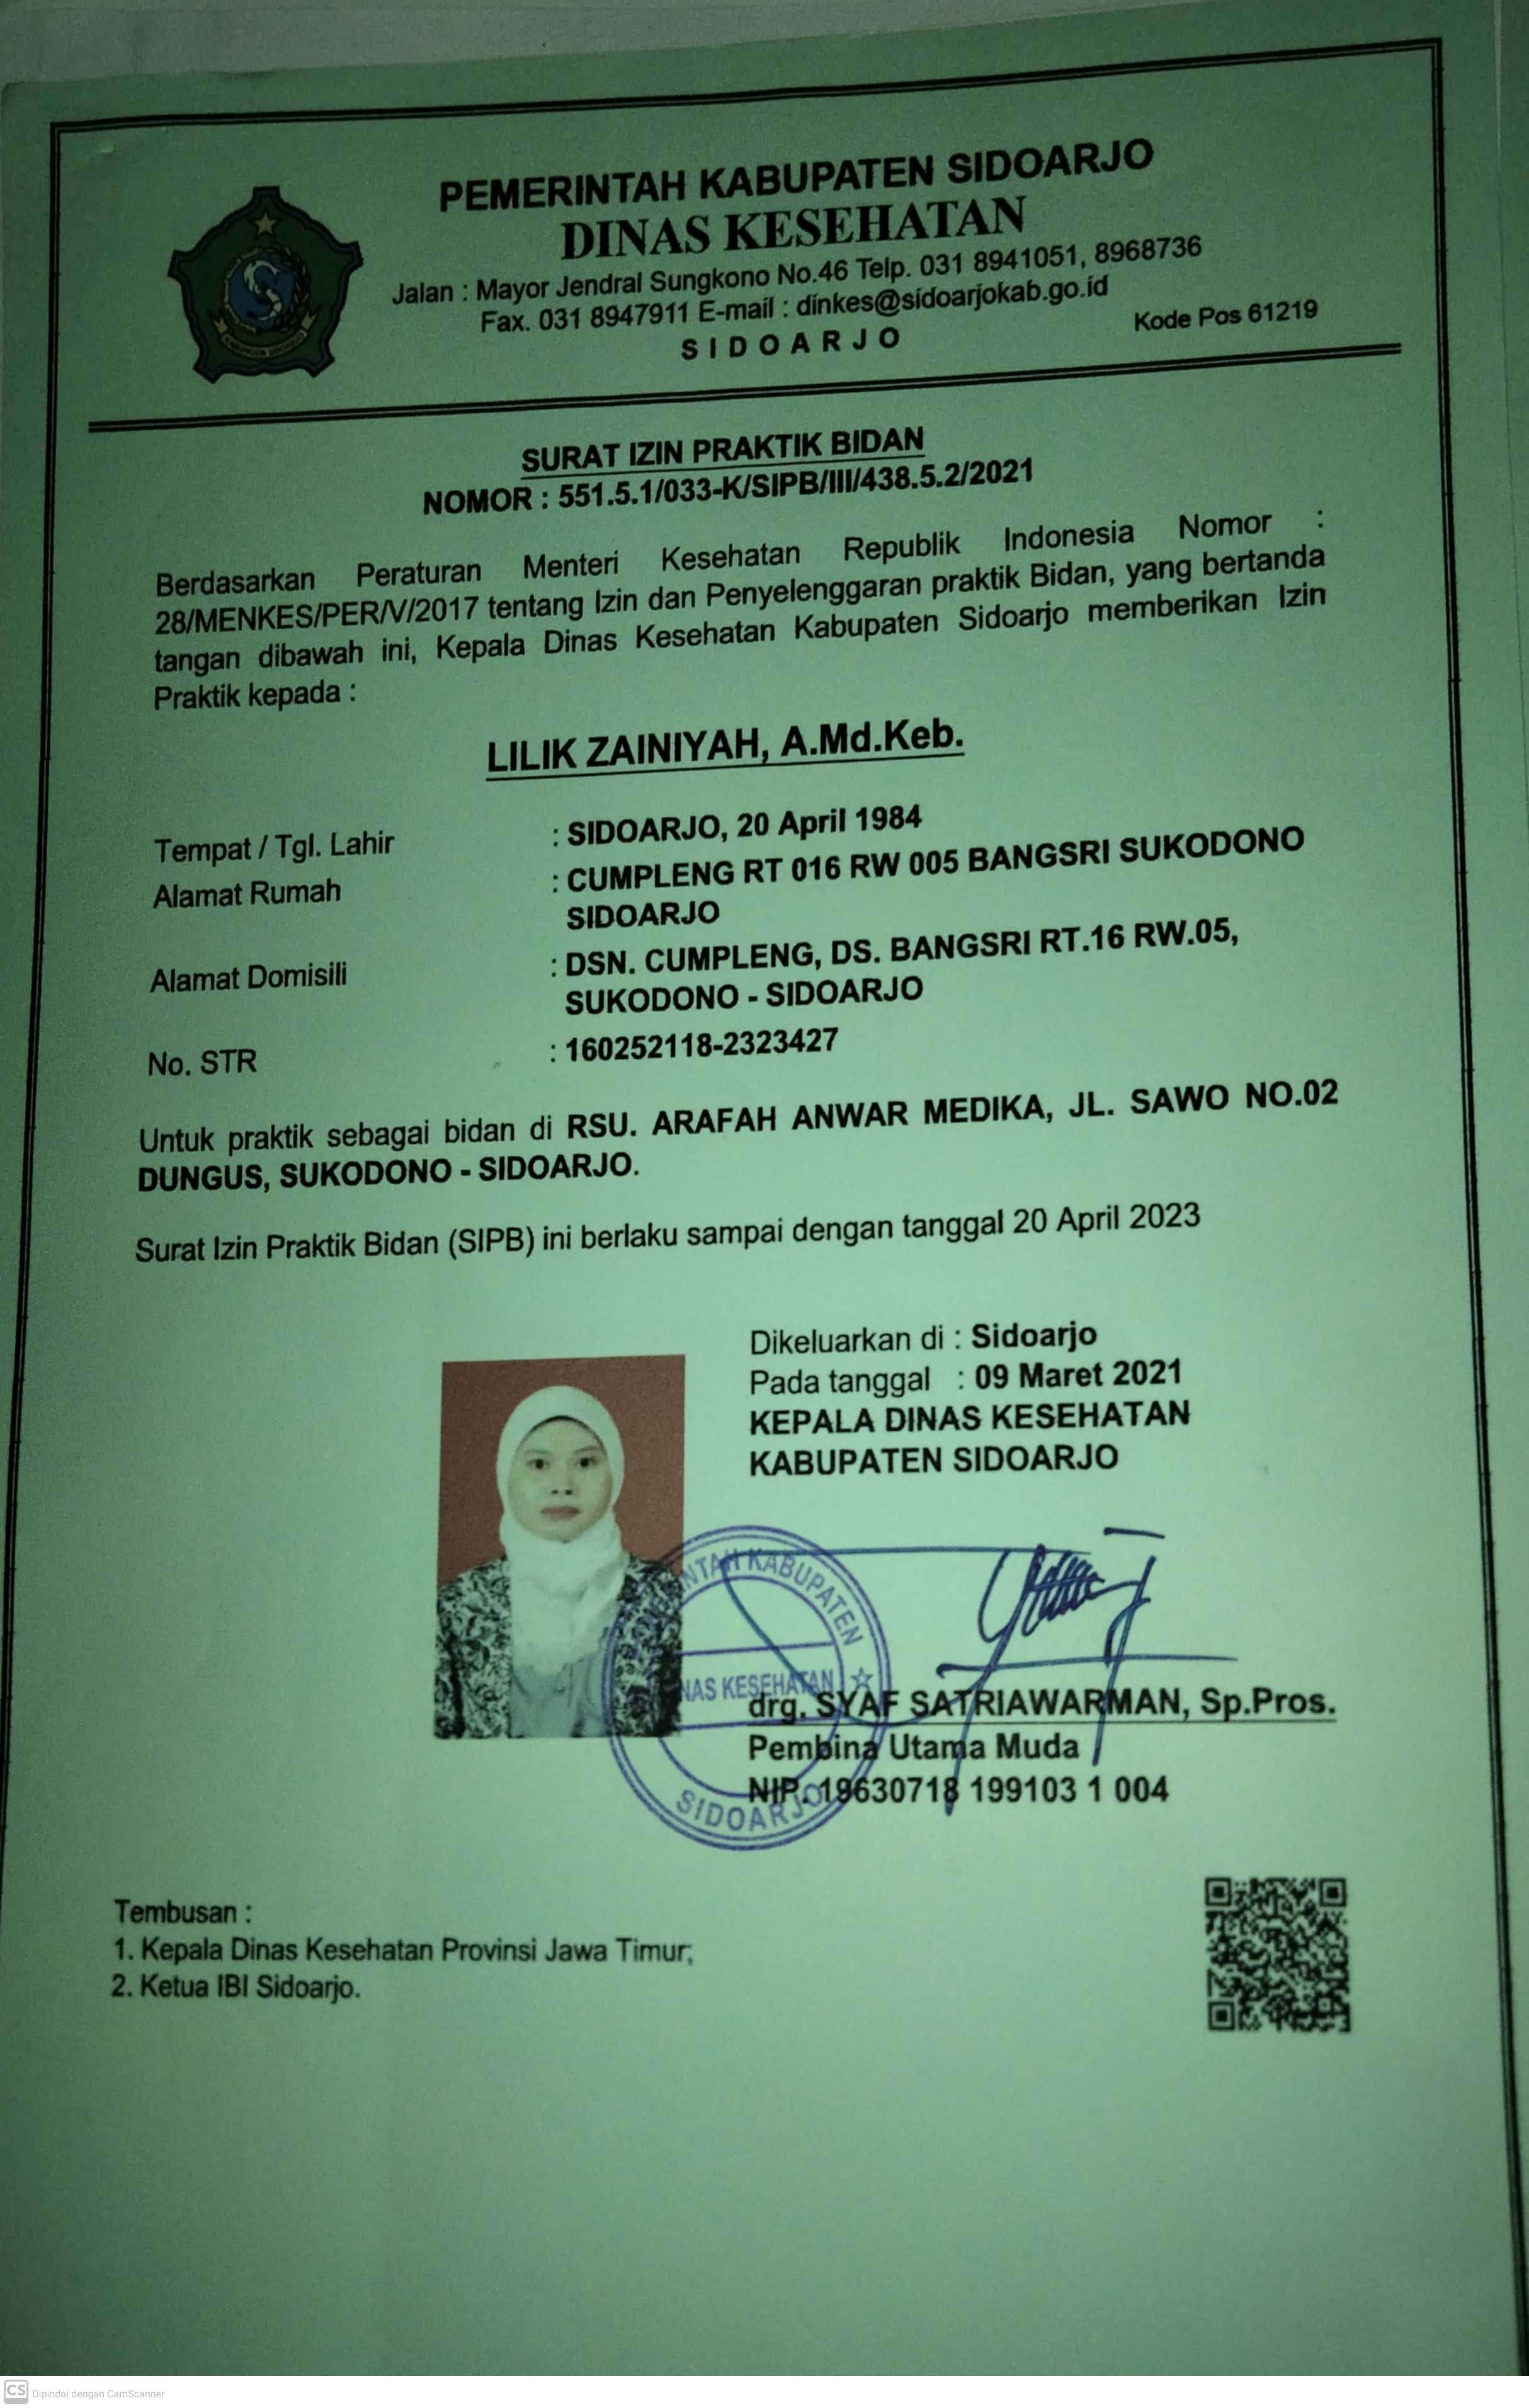 PEMERINTAH KABUPATEN SIDOARJO
DINAS KESEHATAN
Jalan : Mayor Jendral Sungkono No.46 Telp. 031 8941051, 8968736
Fax. 031 8947911 E-mail : dinkes@sidoarjokab.go.id
SIDOARJO
Kode Pos 61219
KABUPATEN SIDOARJO
SURAT IZIN PRAKTIK BIDAN
NOMOR : 551.5.1/033-K/SIPB/III/438.5.2/2021
Berdasarkan Peraturan Menteri Kesehatan Republik Indonesia Nomor :
28/MENKES/PER/V/2017 tentang Izin dan Penyelenggaran praktik Bidan, yang bertanda
tangan dibawah ini, Kepala Dinas Kesehatan Kabupaten Sidoarjo memberikan Izin
Praktik kepada :
LILIK ZAINIYAH, A.Md.Keb.
Tempat / Tgl. Lahir : SIDOARJO, 20 April 1984
Alamat Rumah : CUMPLENG RT 016 RW 005 BANGSRI SUKODONO
SIDOARJO
Alamat Domisili : DSN. CUMPLENG, DS. BANGSRI RT.16 RW.05,
SUKODONO - SIDOARJO
No. STR : 160252118-2323427
Untuk praktik sebagai bidan di RSU. ARAFAH ANWAR MEDIKA, JL. SAWO NO.02
DUNGUS, SUKODONO - SIDOARJO.
Surat Izin Praktik Bidan (SIPB) ini berlaku sampai dengan tanggal 20 April 2023
Dikeluarkan di : Sidoarjo
Pada tanggal : 09 Maret 2021
KEPALA DINAS KESEHATAN
KABUPATEN SIDOARJO
NTAH KABUPATEN
NAS KESEHATAN
SIDOARJO
drg. SYAF SATRIAWARMAN, Sp.Pros.
Pembina Utama Muda
NIP. 19630718 199103 1 004
Tembusan :
1. Kepala Dinas Kesehatan Provinsi Jawa Timur;
2. Ketua IBI Sidoarjo.
CS Dipindai dengan CamScanner